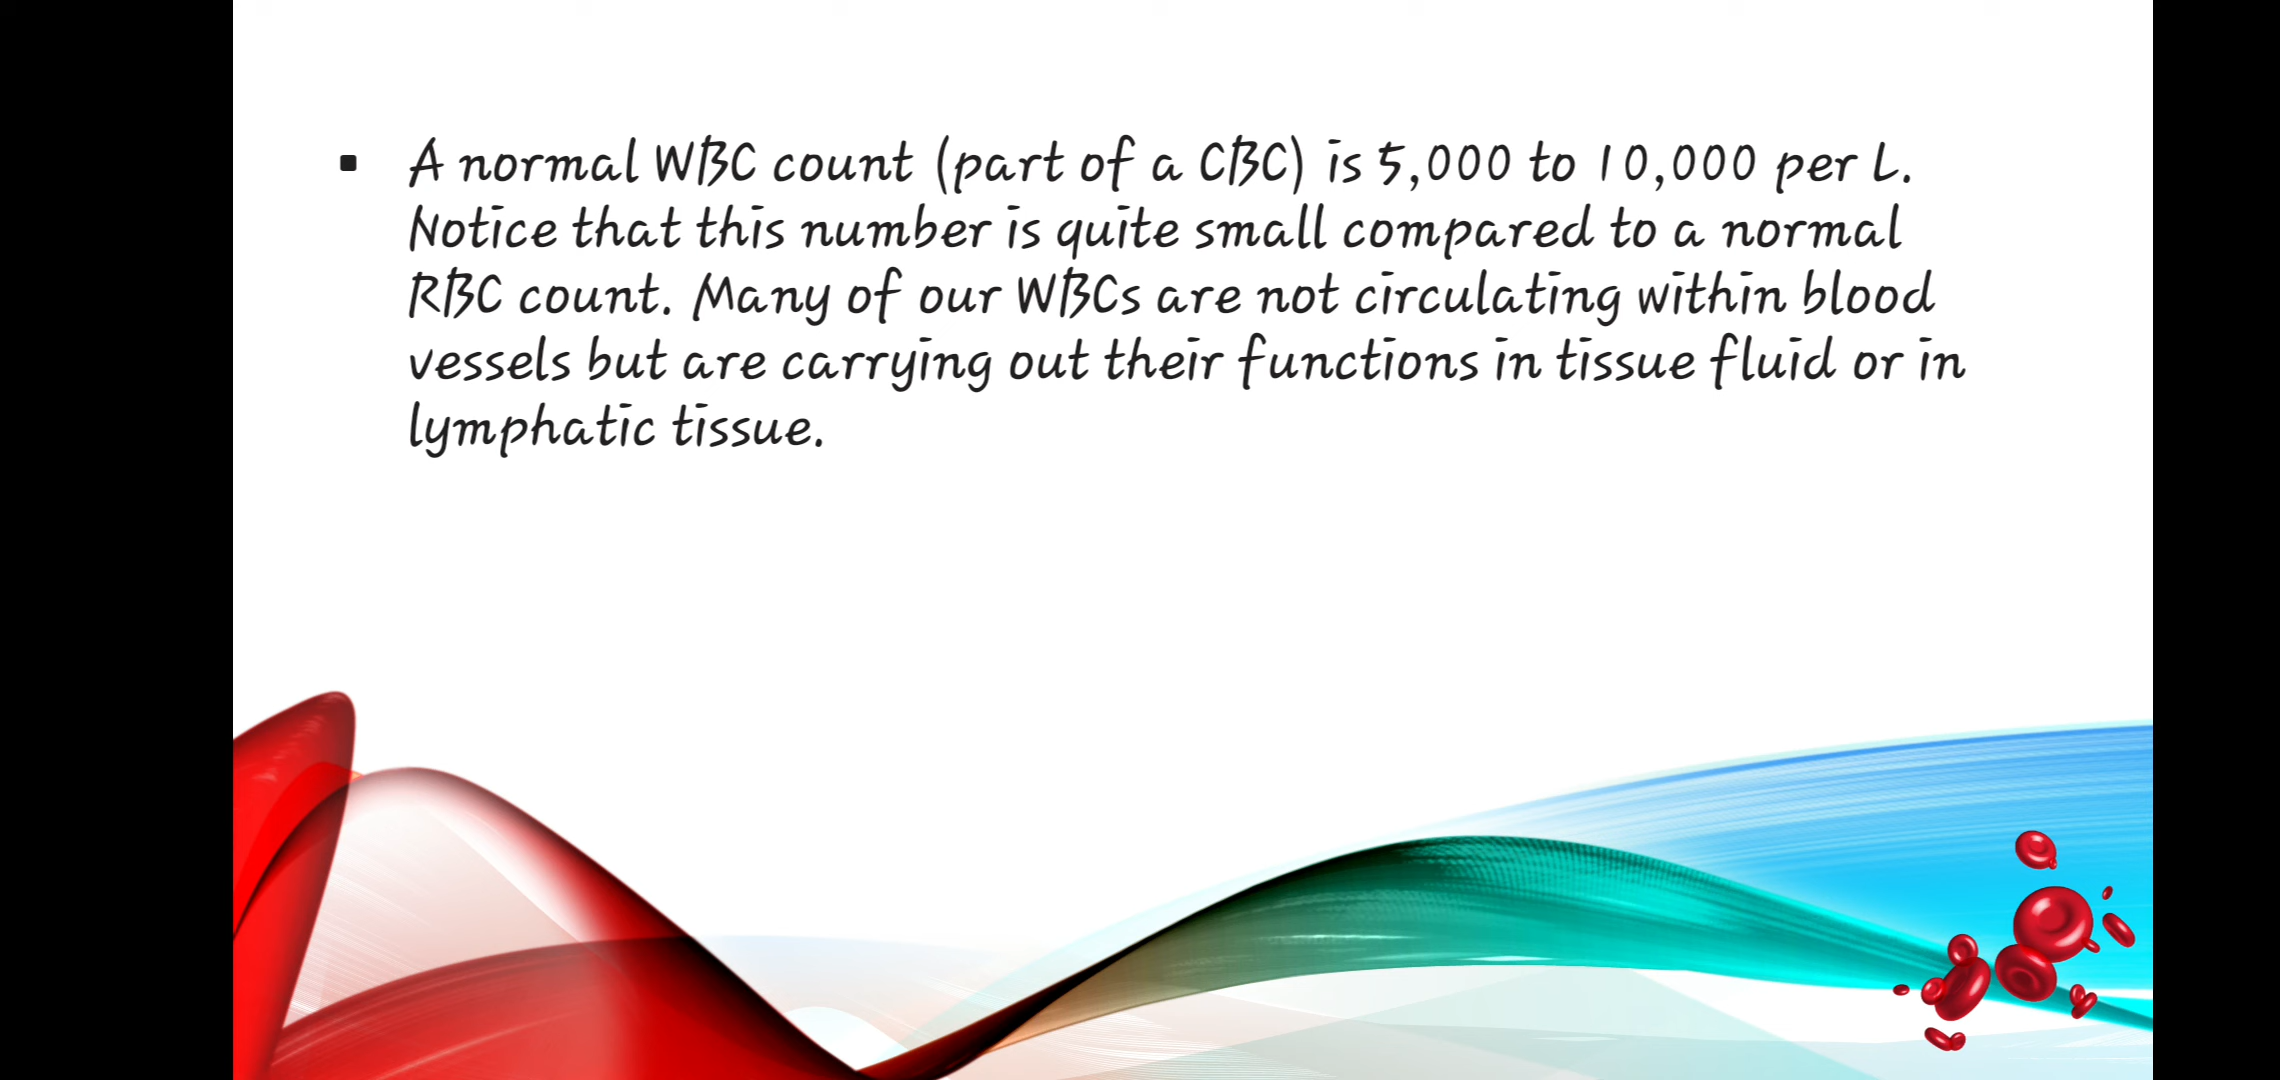 ▪ A normal WBC count (part of a CBC) is 5,000 to 10,000 per L.
Notice that this number is quite small compared to a normal
RBC count. Many of our WBCs are not circulating within blood
vessels but are carrying out their functions in tissue fluid or in
lymphatic tissue.